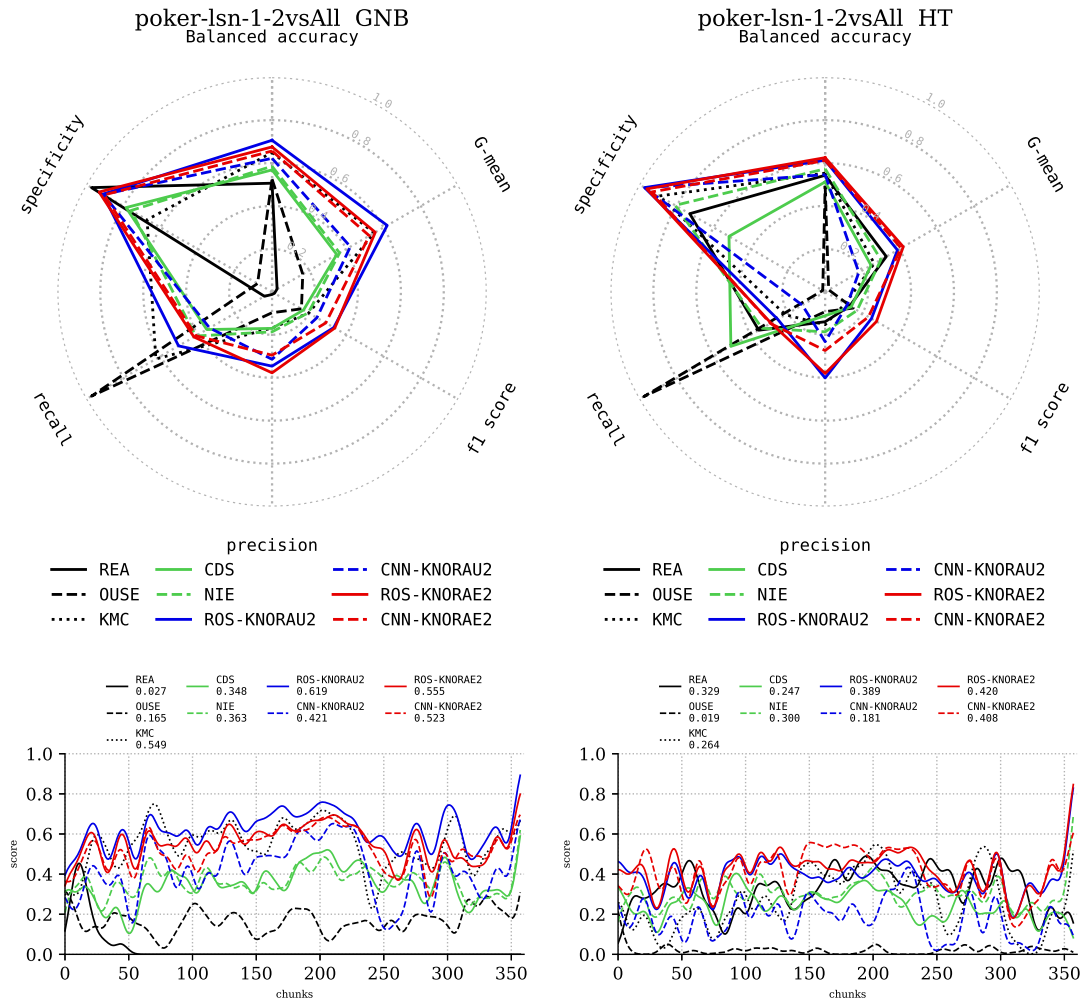 poker-lsn-1-2vsAll GNB
Balanced accuracy
G-mean
f1 score
precision
recall
specificity
1.0
0.8
0.6
0.4
0.2
REA
OUSE
KMC
CDS
NIE
ROS-KNORAU2
CNN-KNORAU2
ROS-KNORAE2
CNN-KNORAE2
poker-lsn-1-2vsAll HT
Balanced accuracy
G-mean
f1 score
precision
recall
specificity
1.0
0.6
REA
OUSE
KMC
CDS
NIE
ROS-KNORAU2
CNN-KNORAU2
ROS-KNORAE2
CNN-KNORAE2
REA
0.027
OUSE
0.165
KMC
0.549
CDS
0.348
NIE
0.363
ROS-KNORAU2
0.619
CNN-KNORAU2
0.421
ROS-KNORAE2
0.555
CNN-KNORAE2
0.523
1.0
0.8
0.6
0.4
0.2
0.0
score
0 50 100 150 200 250 300 350
chunks
REA
0.329
OUSE
0.019
KMC
0.264
CDS
0.247
NIE
0.300
ROS-KNORAU2
0.389
CNN-KNORAU2
0.181
ROS-KNORAE2
0.420
CNN-KNORAE2
0.408
1.0
0.8
0.6
0.4
0.2
0.0
score
0 50 100 150 200 250 300 350
chunks